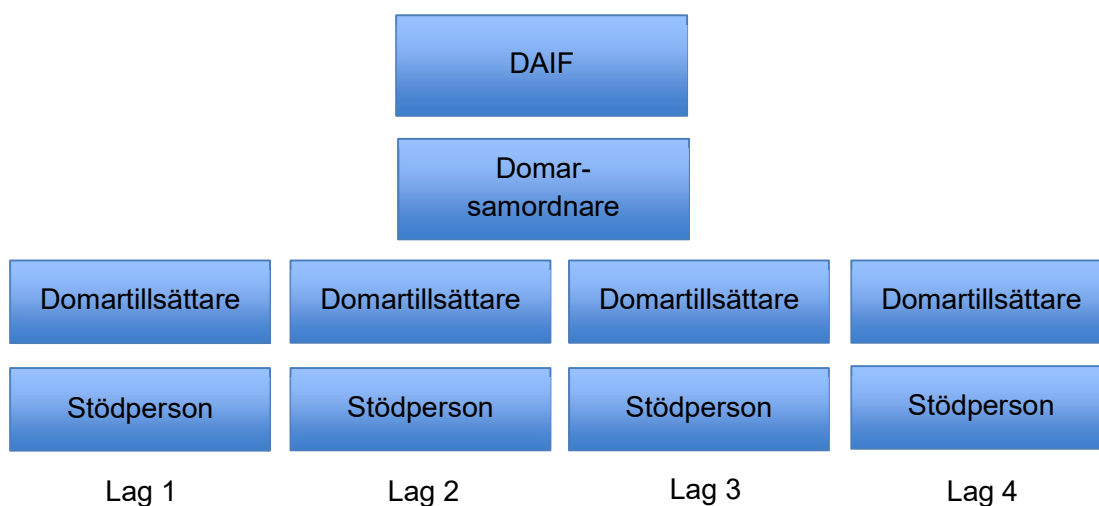 DAIF
Domar-
samordnare
Domartillsättare
Domartillsättare
Domartillsättare
Domartillsättare
Stödperson
Stödperson
Stödperson
Stödperson
Lag 1
Lag 2
Lag 3
Lag 4